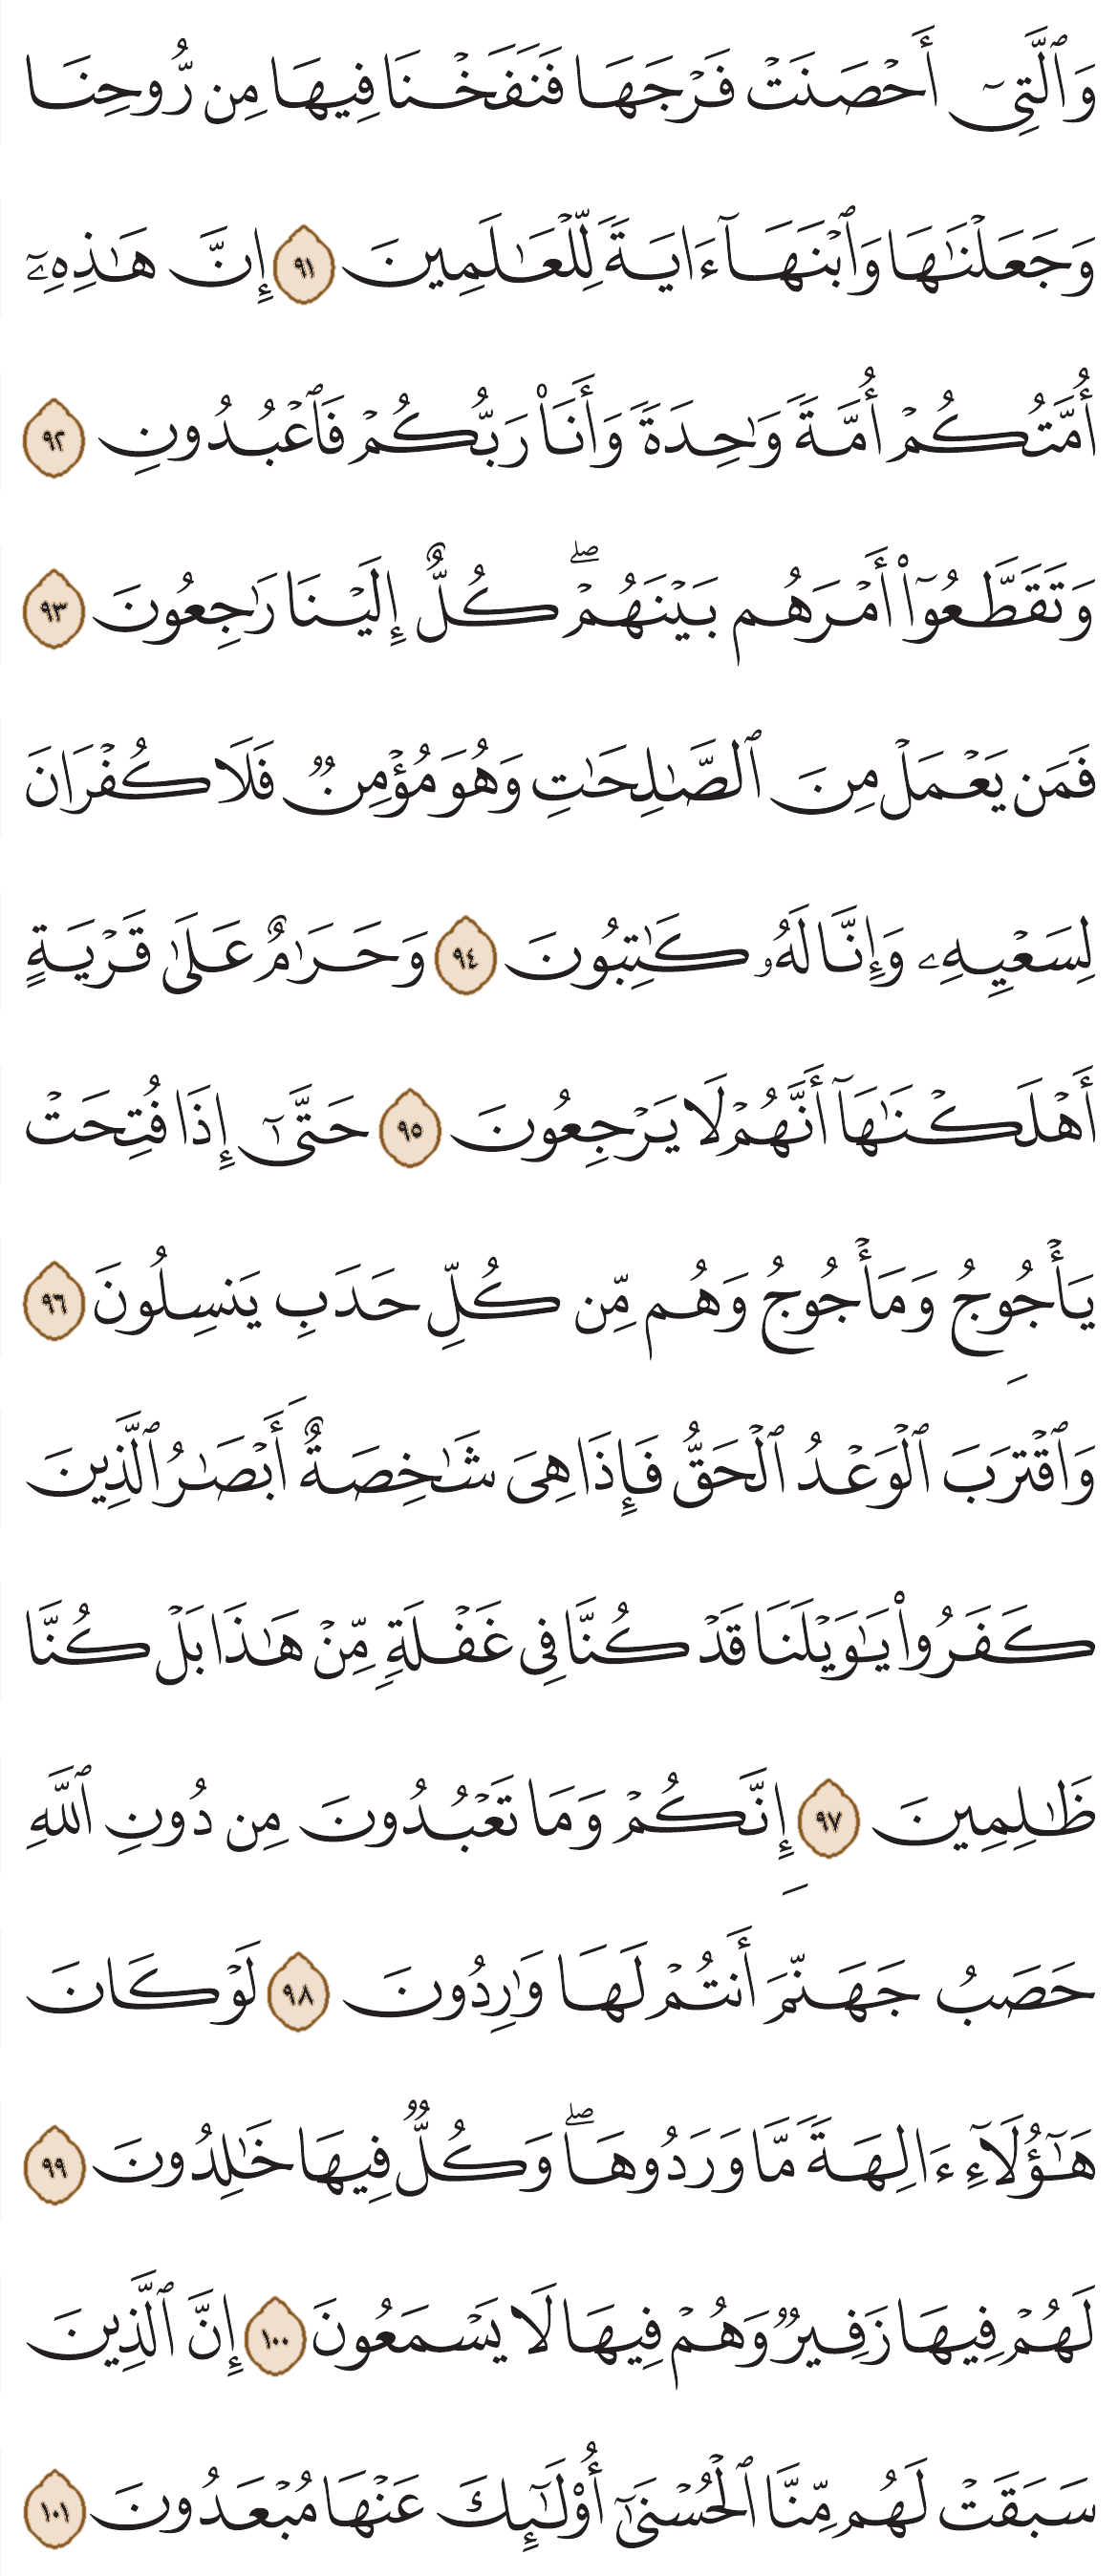 وَٱلَّتِىٓ أَحْصَنَتْ فَرْجَهَا فَنَفَخْنَا فِيهَا مِن رُّوحِنَا
وَجَعَلْنَٰهَا وَٱبْنَهَآ ءَايَةً لِّلْعَٰلَمِينَ ٩١ إِنَّ هَٰذِهِۦٓ
أُمَّتُكُمْ أُمَّةً وَٰحِدَةً وَأَنَا۠ رَبُّكُمْ فَٱعْبُدُونِ ٩٢
وَتَقَطَّعُوٓا۟ أَمْرَهُم بَيْنَهُمْ ۖ كُلٌّ إِلَيْنَا رَٰجِعُونَ ٩٣
فَمَن يَعْمَلْ مِنَ ٱلصَّٰلِحَٰتِ وَهُوَ مُؤْمِنٌ فَلَا كُفْرَانَ
لِسَعْيِهِۦ وَإِنَّا لَهُۥ كَٰتِبُونَ ٩٤ وَحَرَٰمٌ عَلَىٰ قَرْيَةٍ
أَهْلَكْنَٰهَآ أَنَّهُمْ لَا يَرْجِعُونَ ٩٥ حَتَّىٰٓ إِذَا فُتِحَتْ
يَأْجُوجُ وَمَأْجُوجُ وَهُم مِّن كُلِّ حَدَبٍ يَنسِلُونَ ٩٦
وَٱقْتَرَبَ ٱلْوَعْدُ ٱلْحَقُّ فَإِذَا هِىَ شَٰخِصَةٌ أَبْصَٰرُ ٱلَّذِينَ
كَفَرُوا۟ يَٰوَيْلَنَا قَدْ كُنَّا فِى غَفْلَةٍ مِّنْ هَٰذَا بَلْ كُنَّا
ظَٰلِمِينَ ٩٧ إِنَّكُمْ وَمَا تَعْبُدُونَ مِن دُونِ ٱللَّهِ
حَصَبُ جَهَنَّمَ أَنتُمْ لَهَا وَٰرِدُونَ ٩٨ لَوْ كَانَ
هَٰٓؤُلَآءِ ءَالِهَةً مَّا وَرَدُوهَا ۖ وَكُلٌّ فِيهَا خَٰلِدُونَ ٩٩
لَهُمْ فِيهَا زَفِيرٌ وَهُمْ فِيهَا لَا يَسْمَعُونَ ١٠٠ إِنَّ ٱلَّذِينَ
سَبَقَتْ لَهُم مِّنَّا ٱلْحُسْنَىٰٓ أُو۟لَٰٓئِكَ عَنْهَا مُبْعَدُونَ ١٠١